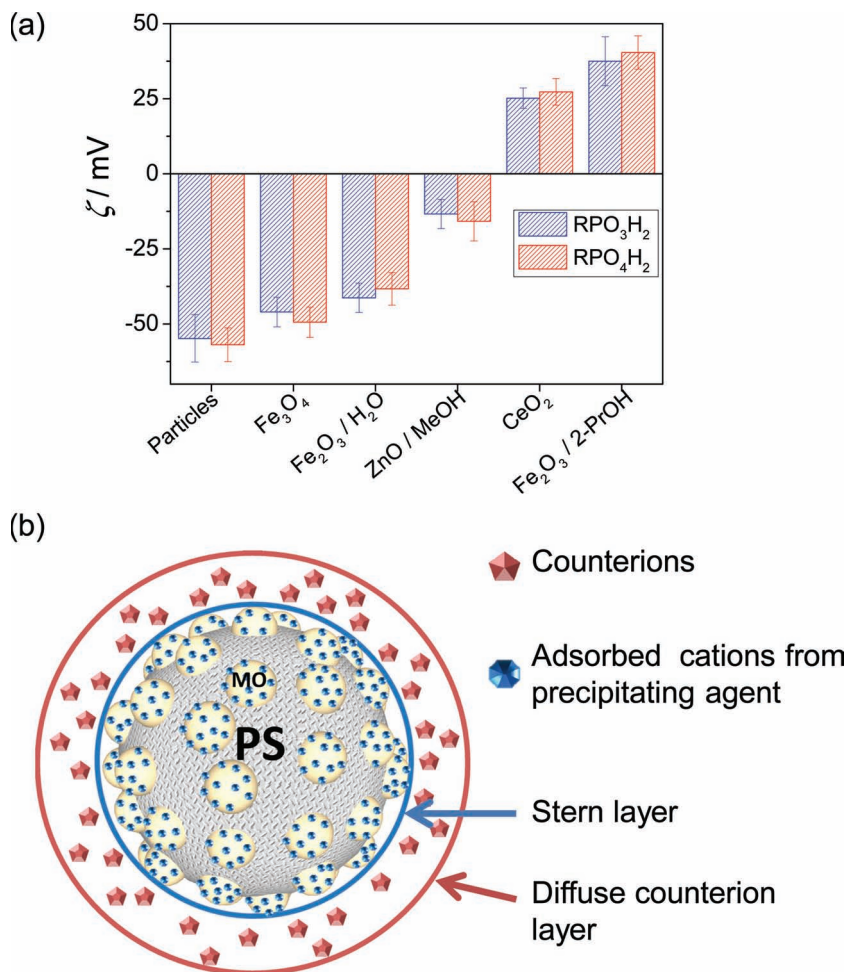 (a)
50
25
0
-25
-50
ζ / mV
RPO₃H₂
RPO₄H₂
Particles
Fe₃O₄
Fe₂O₃ / H₂O
ZnO / MeOH
CeO₂
Fe₂O₃ / 2-PrOH
(b)
MO
PS
Counterions
Adsorbed cations from
precipitating agent
Stern layer
Diffuse counterion
layer